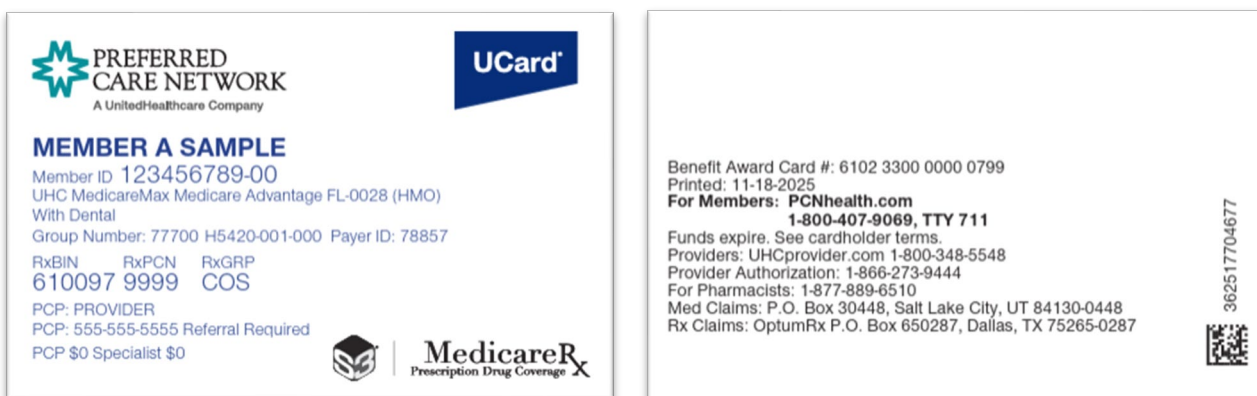 PREFERRED
CARE NETWORK
A UnitedHealthcare Company
UCard®
MEMBER A SAMPLE
Member ID 123456789-00
UHC MedicareMax Medicare Advantage FL-0028 (HMO)
With Dental
Group Number: 77700 H5420-001-000 Payer ID: 78857
RxBIN RxPCN RxGRP
610097 9999 COS
PCP: PROVIDER
PCP: 555-555-5555 Referral Required
PCP $0 Specialist $0
S3
MedicareRx
Prescription Drug Coverage
Benefit Award Card #: 6102 3300 0000 0799
Printed: 11-18-2025
For Members: PCNhealth.com
1-800-407-9069, TTY 711
Funds expire. See cardholder terms.
Providers: UHCprovider.com 1-800-348-5548
Provider Authorization: 1-866-273-9444
For Pharmacists: 1-877-889-6510
Med Claims: P.O. Box 30448, Salt Lake City, UT 84130-0448
Rx Claims: OptumRx P.O. Box 650287, Dallas, TX 75265-0287
362517704677